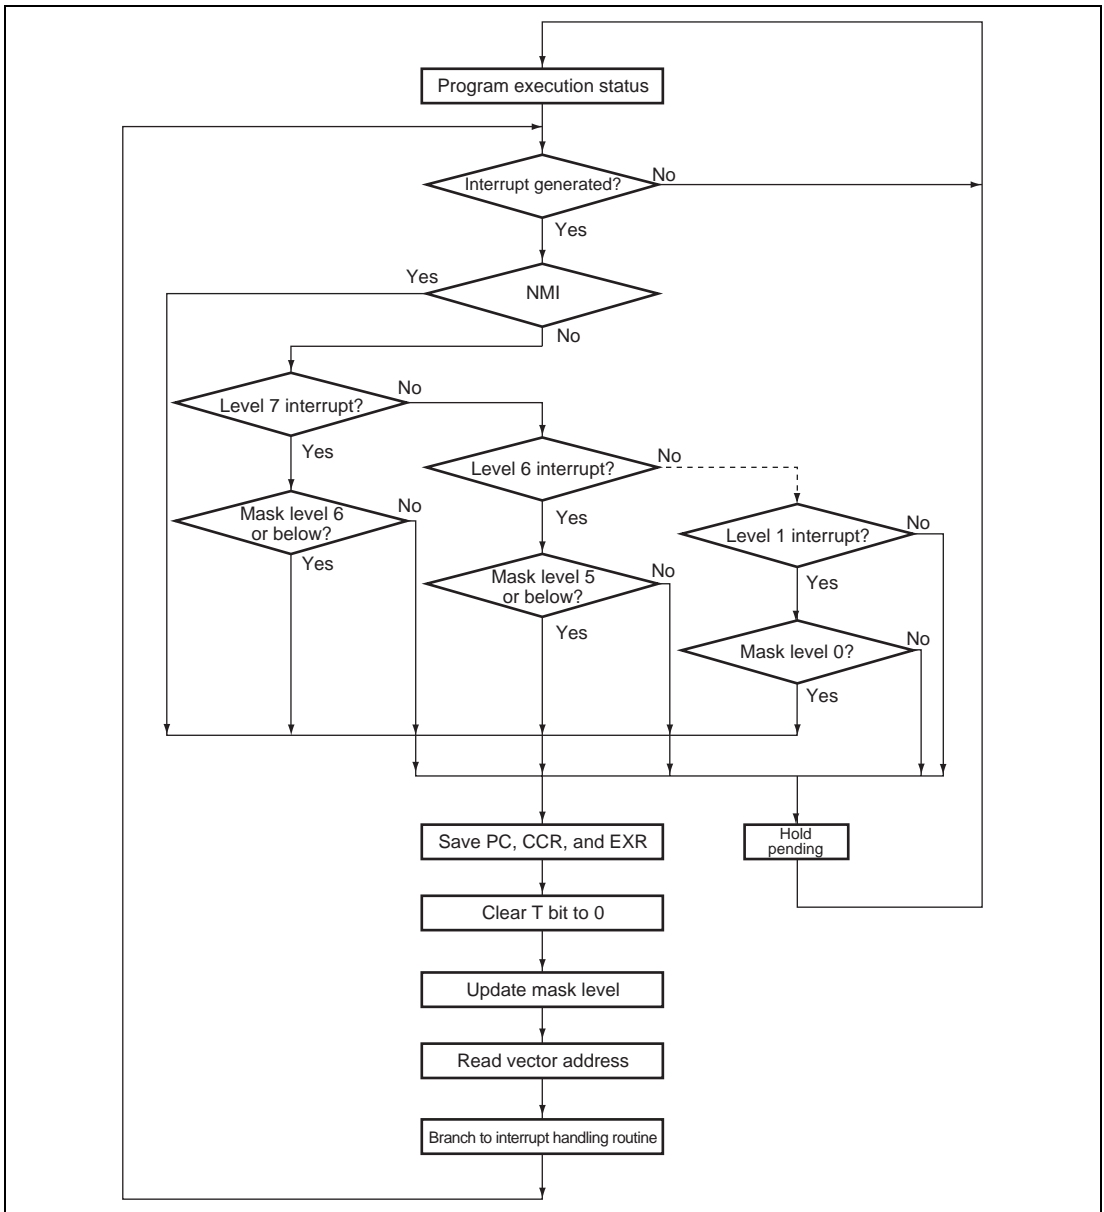 Program execution status
Interrupt generated?
No
Yes
Yes
NMI
No
Level 7 interrupt?
No
Yes
Level 6 interrupt?
No
Mask level 6
or below?
No
Yes
Level 1 interrupt?
No
Yes
Mask level 5
or below?
No
Yes
Yes
Mask level 0?
No
Yes
Save PC, CCR, and EXR
Hold
pending
Clear T bit to 0
Update mask level
Read vector address
Branch to interrupt handling routine